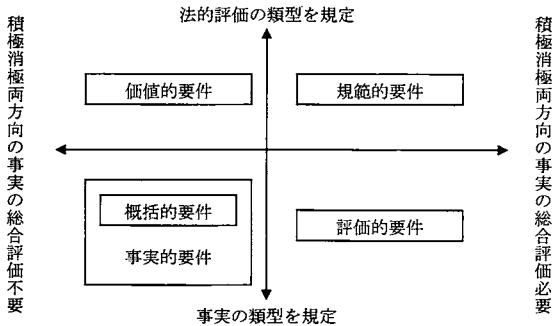 法的評価の類型を規定
積極消極両方向の事実の総合評価不要
価値的要件
規範的要件
概括的要件
事実的要件
評価的要件
積極消極両方向の事実の総合評価必要
事実の類型を規定